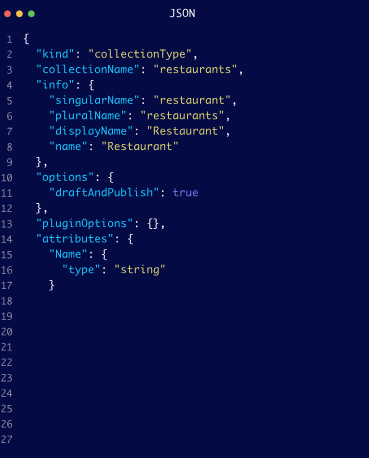 JSON
1 {
2   "kind": "collectionType",
3   "collectionName": "restaurants",
4   "info": {
5     "singularName": "restaurant",
6     "pluralName": "restaurants",
7     "displayName": "Restaurant",
8     "name": "Restaurant"
9   },
10   "options": {
11     "draftAndPublish": true
12   },
13   "pluginOptions": {},
14   "attributes": {
15     "Name": {
16       "type": "string"
17     }
18
19
20
21
22
23
24
25
26
27